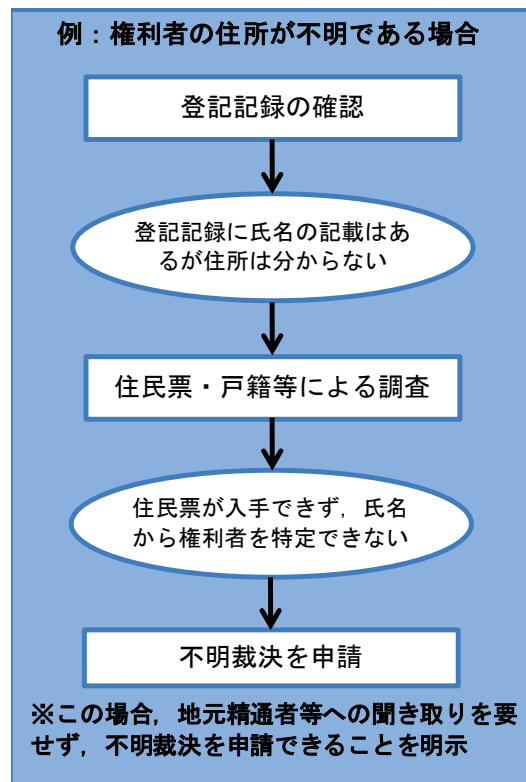 例：権利者の住所が不明である場合
登記記録の確認
登記記録に氏名の記載はあ
るが住所は分からない
住民票・戸籍等による調査
住民票が入手できず，氏名
から権利者を特定できない
不明裁決を申請
※この場合，地元精通者等への聞き取りを要
せず，不明裁決を申請できることを明示